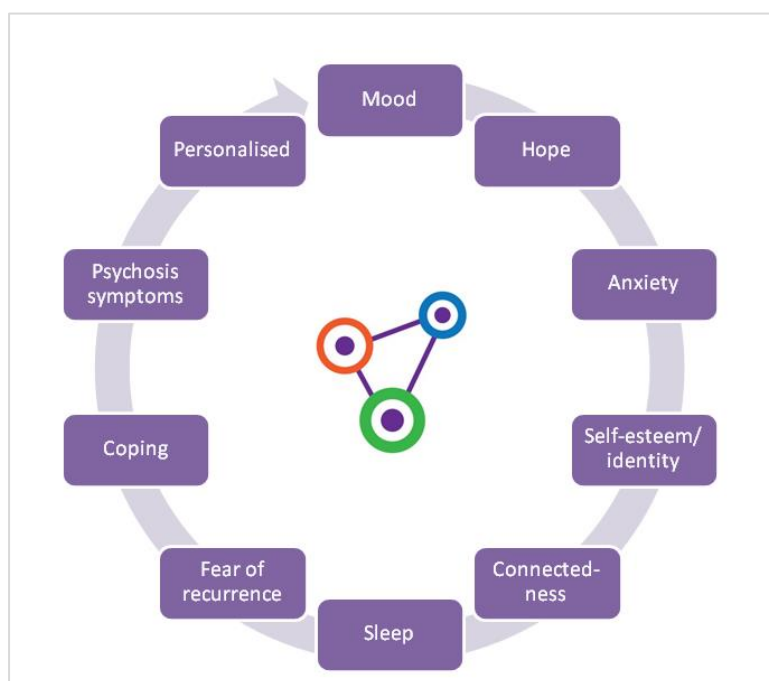 Mood
Hope
Anxiety
Self-esteem/
identity
Connected-
ness
Sleep
Fear of
recurrence
Coping
Psychosis
symptoms
Personalised